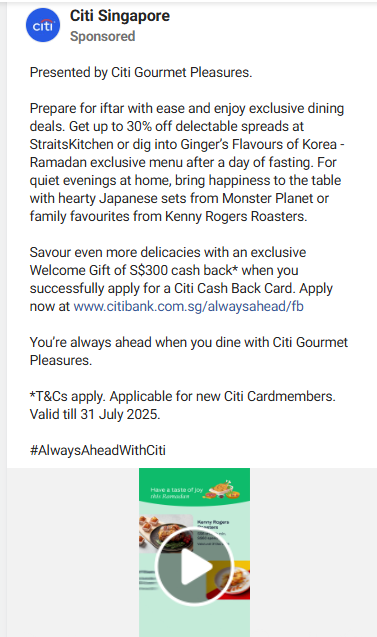 citi
Citi Singapore
Sponsored
Presented by Citi Gourmet Pleasures.
Prepare for iftar with ease and enjoy exclusive dining
deals. Get up to 30% off delectable spreads at
StraitsKitchen or dig into Ginger's Flavours of Korea -
Ramadan exclusive menu after a day of fasting. For
quiet evenings at home, bring happiness to the table
with hearty Japanese sets from Monster Planet or
family favourites from Kenny Rogers Roasters.
Savour even more delicacies with an exclusive
Welcome Gift of S$300 cash back* when you
successfully apply for a Citi Cash Back Card. Apply
now at www.citibank.com.sg/alwaysahead/fb
You're always ahead when you dine with Citi Gourmet
Pleasures.
*T&Cs apply. Applicable for new Citi Cardmembers.
Valid till 31 July 2025.
#AlwaysAheadWithCiti
Have a taste of joy
this Ramadan
Kenny Rogers